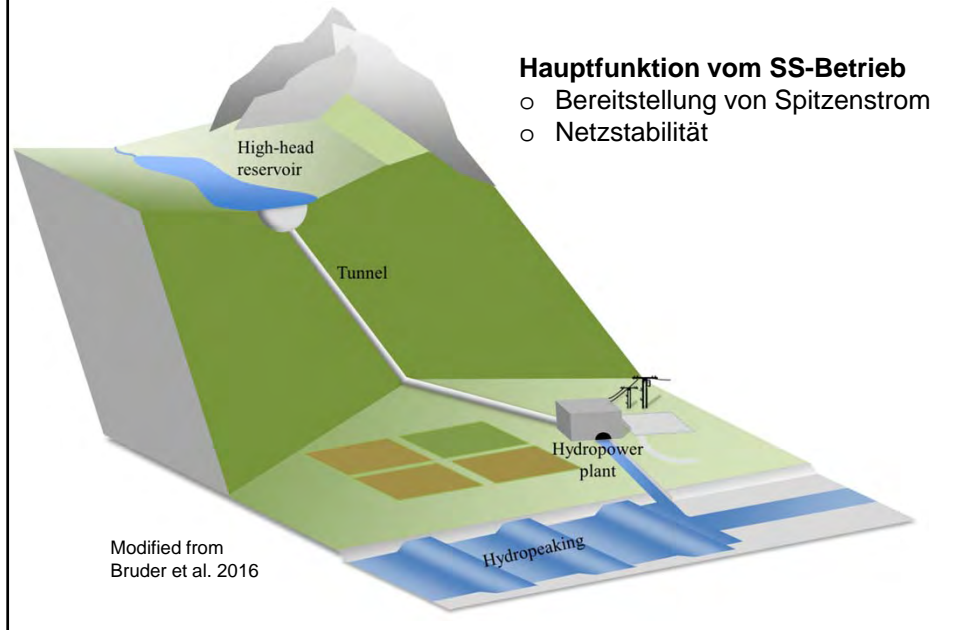 Hauptfunktion vom SS-Betrieb
o Bereitstellung von Spitzenstrom
o Netzstabilität
High-head
reservoir
Tunnel
Hydropower
plant
Hydropeaking
Modified from
Bruder et al. 2016